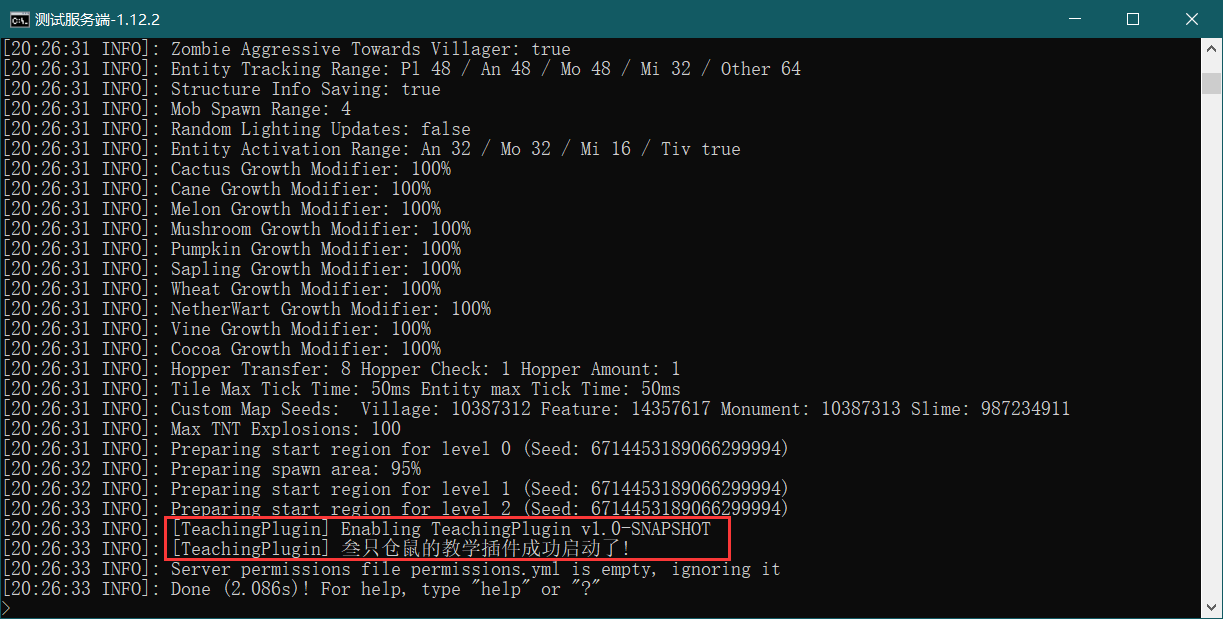 测试服务端-1.12.2
[20:26:31 INFO]: Zombie Aggressive Towards Villager: true
[20:26:31 INFO]: Entity Tracking Range: Pl 48 / An 48 / Mo 48 / Mi 32 / Other 64
[20:26:31 INFO]: Structure Info Saving: true
[20:26:31 INFO]: Mob Spawn Range: 4
[20:26:31 INFO]: Random Lighting Updates: false
[20:26:31 INFO]: Entity Activation Range: An 32 / Mo 32 / Mi 16 / Tiv true
[20:26:31 INFO]: Cactus Growth Modifier: 100%
[20:26:31 INFO]: Cane Growth Modifier: 100%
[20:26:31 INFO]: Melon Growth Modifier: 100%
[20:26:31 INFO]: Mushroom Growth Modifier: 100%
[20:26:31 INFO]: Pumpkin Growth Modifier: 100%
[20:26:31 INFO]: Sapling Growth Modifier: 100%
[20:26:31 INFO]: Wheat Growth Modifier: 100%
[20:26:31 INFO]: NetherWart Growth Modifier: 100%
[20:26:31 INFO]: Vine Growth Modifier: 100%
[20:26:31 INFO]: Cocoa Growth Modifier: 100%
[20:26:31 INFO]: Hopper Transfer: 8 Hopper Check: 1 Hopper Amount: 1
[20:26:31 INFO]: Tile Max Tick Time: 50ms Entity max Tick Time: 50ms
[20:26:31 INFO]: Custom Map Seeds:  Village: 10387312 Feature: 14357617 Monument: 10387313 Slime: 987234911
[20:26:31 INFO]: Max TNT Explosions: 100
[20:26:31 INFO]: Preparing start region for level 0 (Seed: 6714453189066299994)
[20:26:32 INFO]: Preparing spawn area: 95%
[20:26:32 INFO]: Preparing start region for level 1 (Seed: 6714453189066299994)
[20:26:33 INFO]: Preparing start region for level 2 (Seed: 6714453189066299994)
[20:26:33 INFO]: [TeachingPlugin] Enabling TeachingPlugin v1.0-SNAPSHOT
[20:26:33 INFO]: [TeachingPlugin] 叁只仓鼠的教学插件成功启动了!
[20:26:33 INFO]: Server permissions file permissions.yml is empty, ignoring it
[20:26:33 INFO]: Done (2.086s)! For help, type "help" or "?"
>